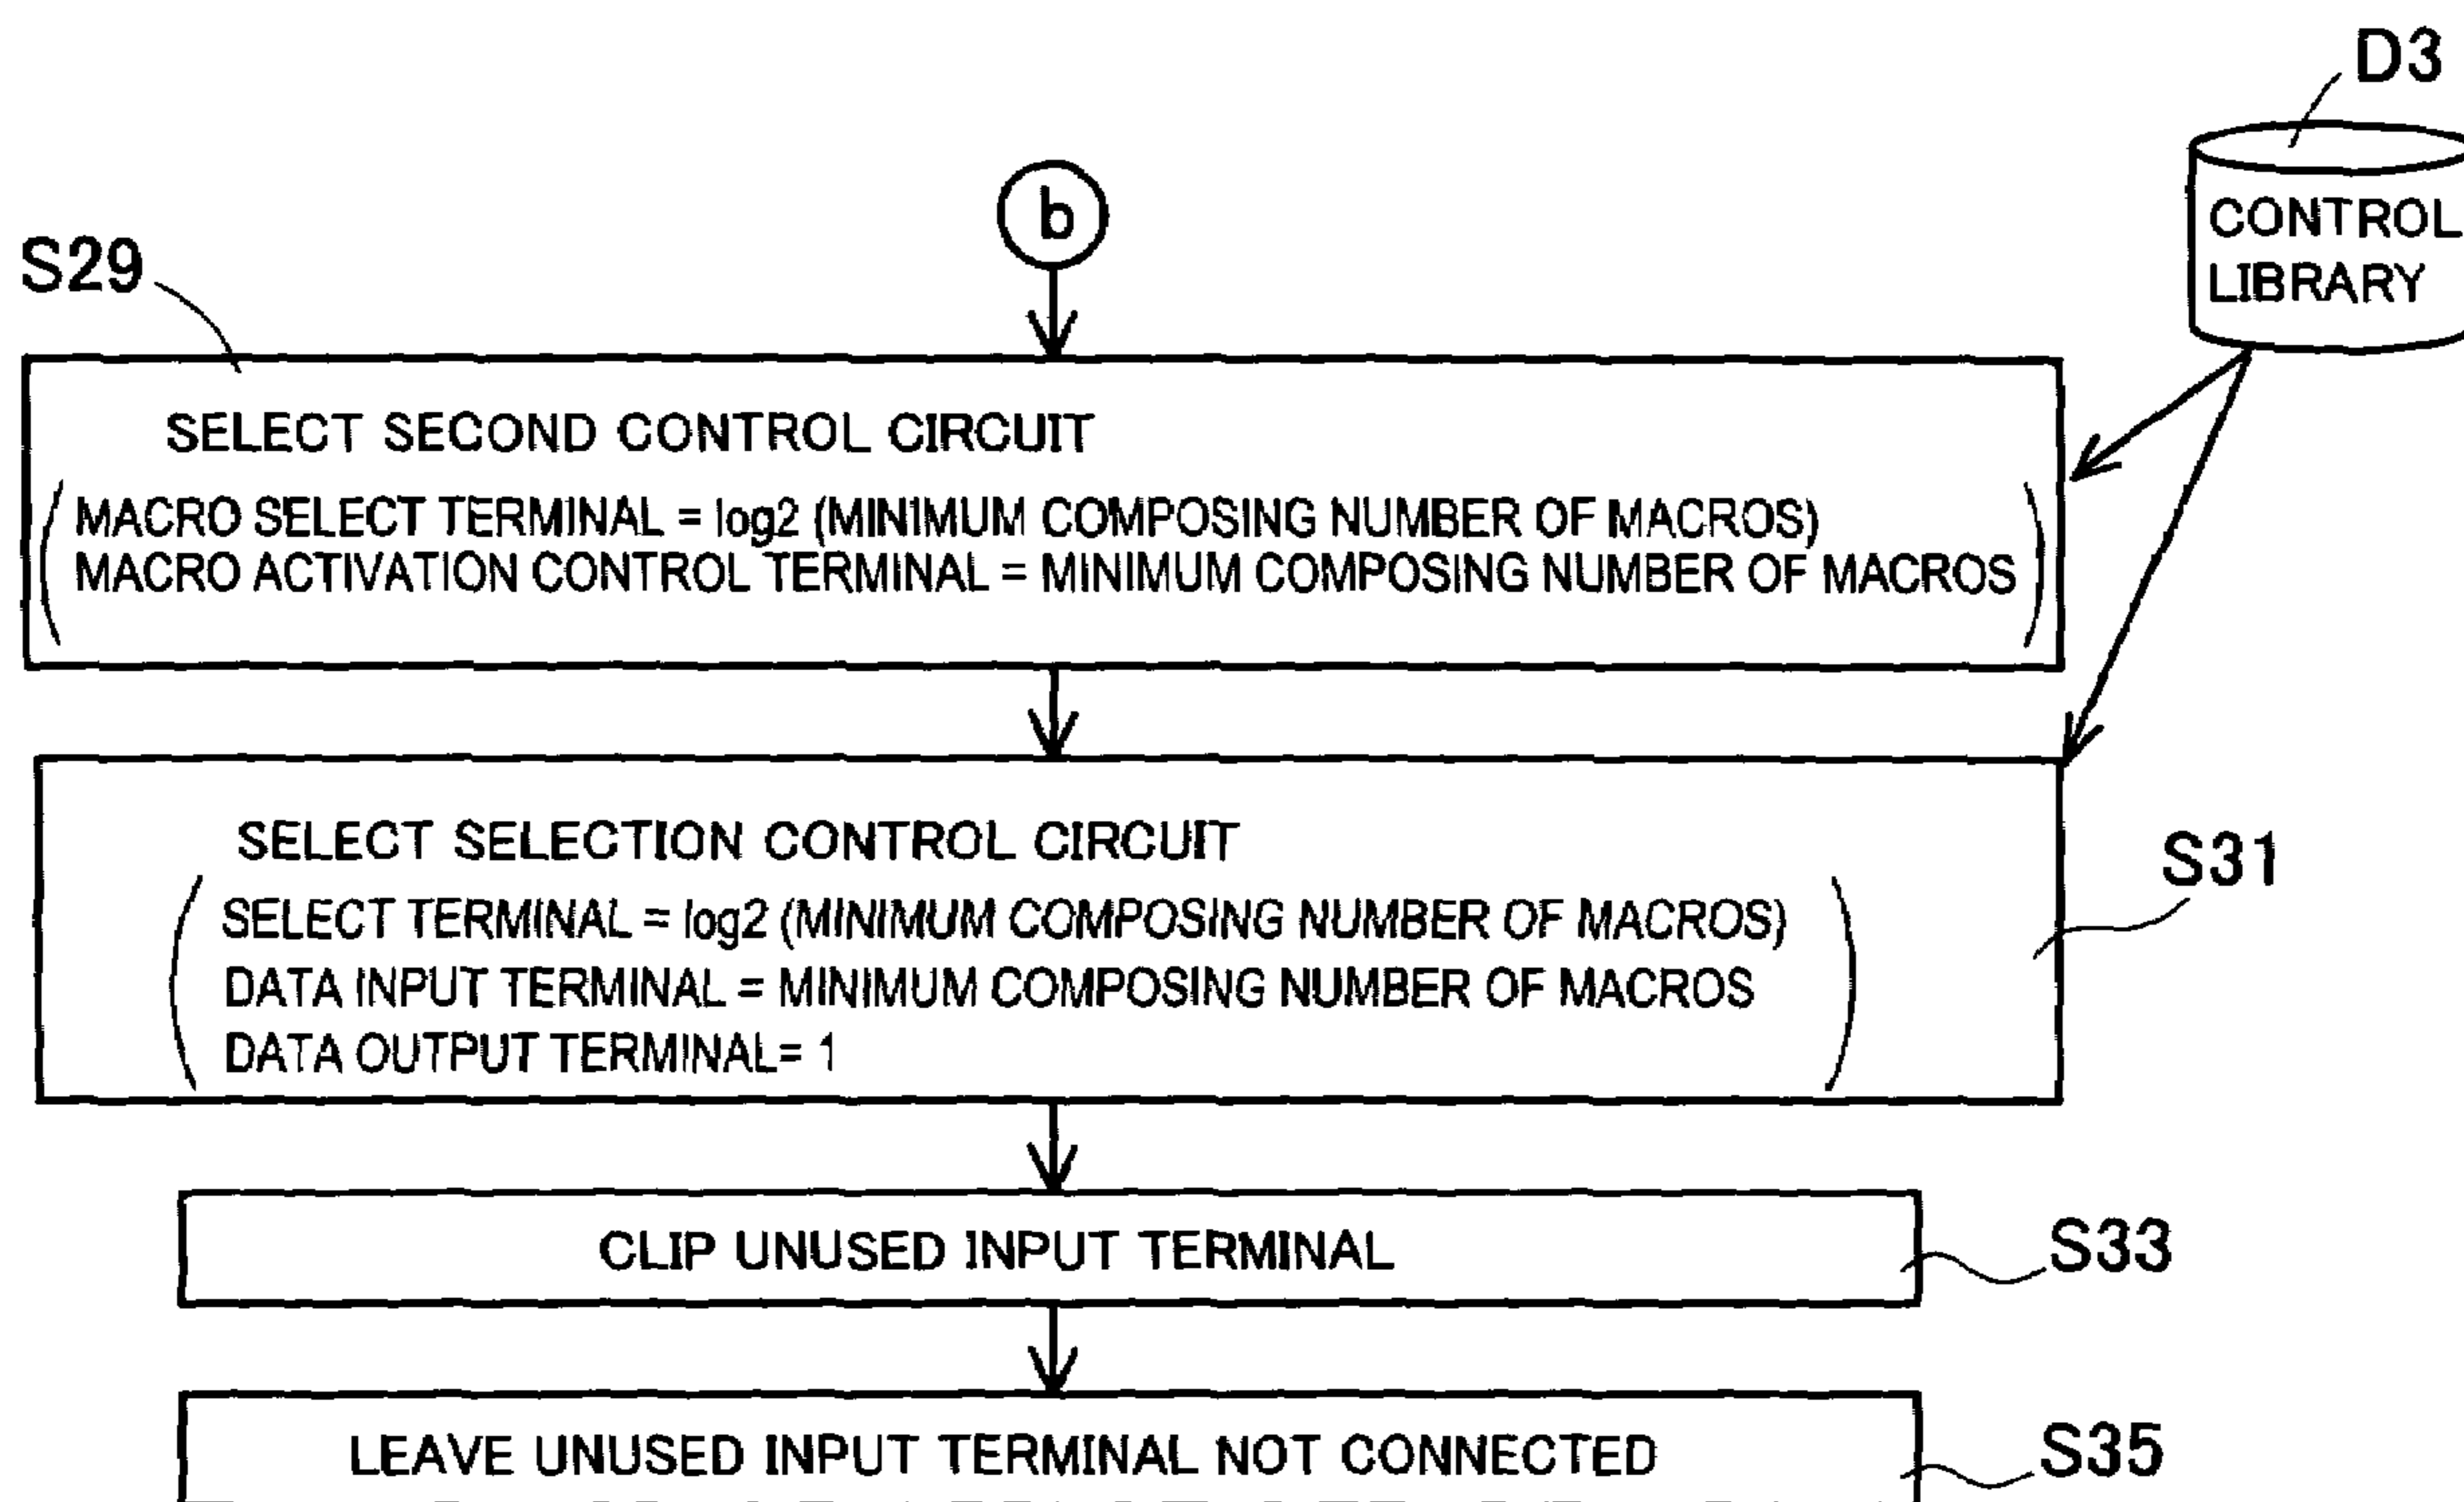 D3
CONTROL
LIBRARY
b
S29
SELECT SECOND CONTROL CIRCUIT
MACRO SELECT TERMINAL = log2 (MINIMUM COMPOSING NUMBER OF MACROS)
MACRO ACTIVATION CONTROL TERMINAL = MINIMUM COMPOSING NUMBER OF MACROS
SELECT SELECTION CONTROL CIRCUIT
S31
SELECT TERMINAL = log2 (MINIMUM COMPOSING NUMBER OF MACROS)
DATA INPUT TERMINAL = MINIMUM COMPOSING NUMBER OF MACROS
DATA OUTPUT TERMINAL= 1
CLIP UNUSED INPUT TERMINAL
S33
LEAVE UNUSED INPUT TERMINAL NOT CONNECTED
S35